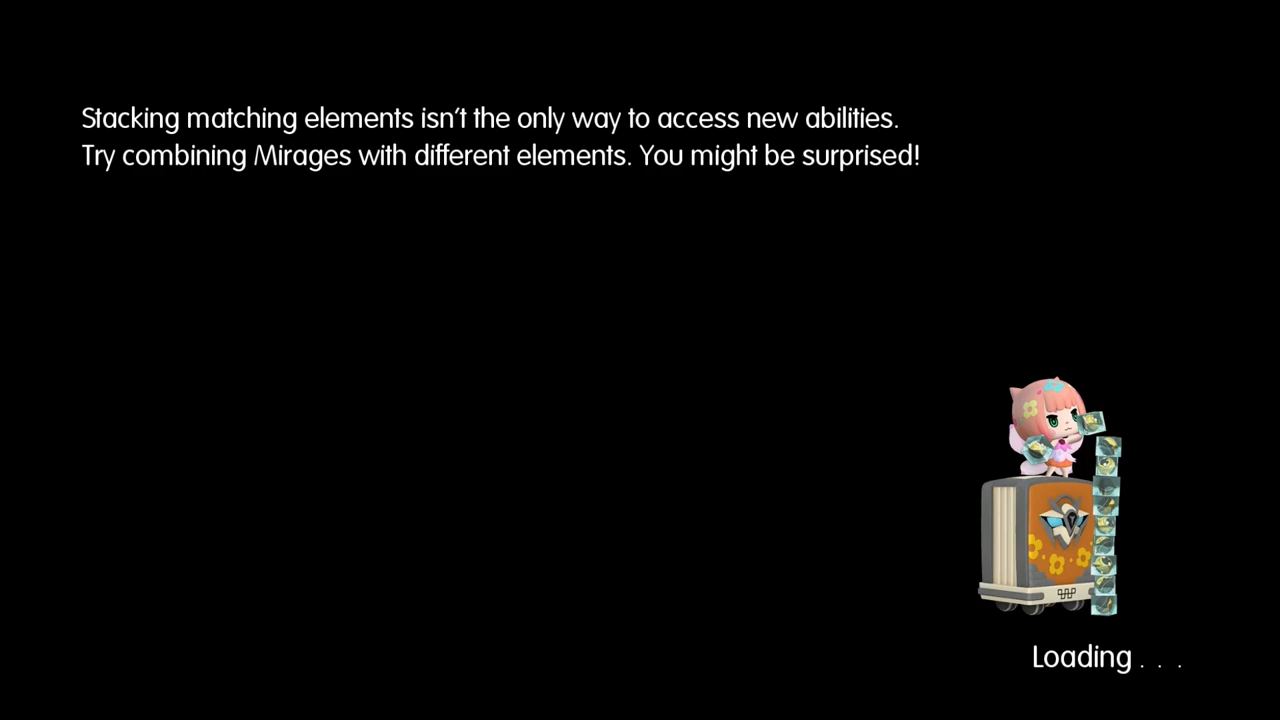 Stacking matching elements isn't the only way to access new abilities.
Try combining Mirages with different elements. You might be surprised!
Loading . . .